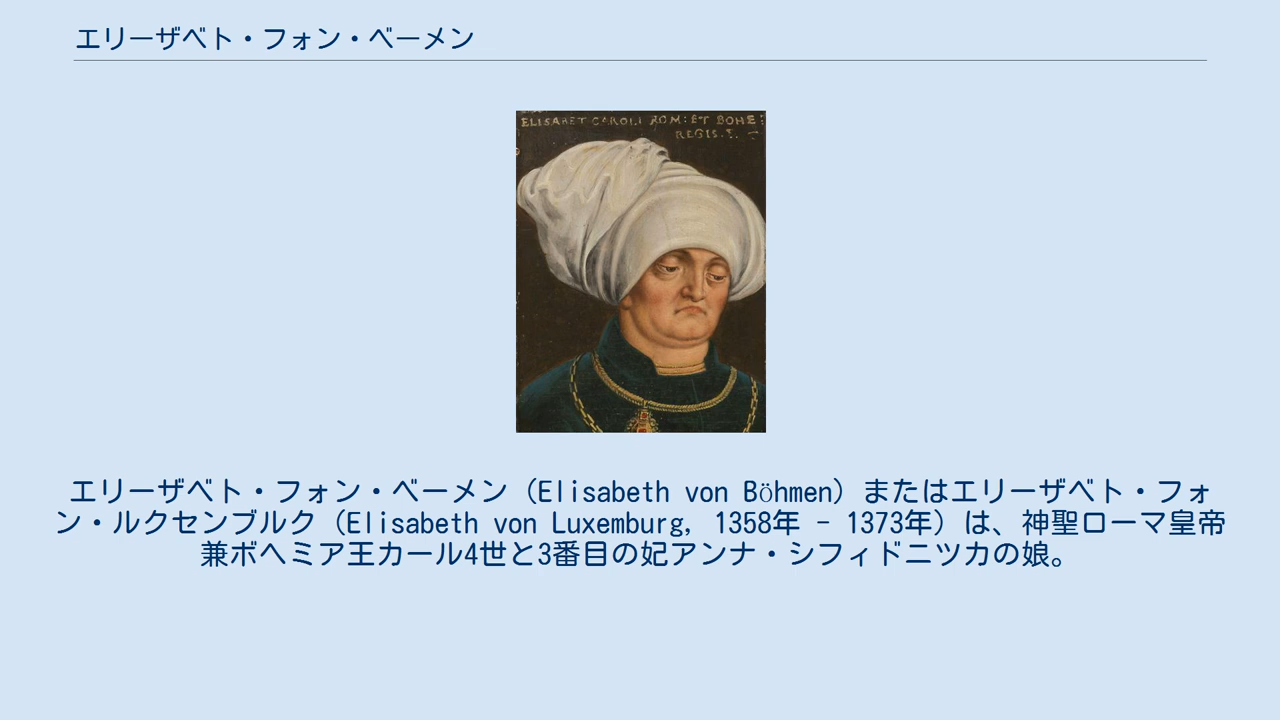 エリーザベト・フォン・ベーメン
ELISABET CAROLI ROM: ET BOHE:
REGIS.
エリーザベト・フォン・ベーメン（Elisabeth von Böhmen）またはエリーザベト・フォ
ン・ルクセンブルク（Elisabeth von Luxemburg, 1358年 - 1373年）は、神聖ローマ皇帝
兼ボヘミア王カール4世と3番目の妃アンナ・シフィドニツカの娘。